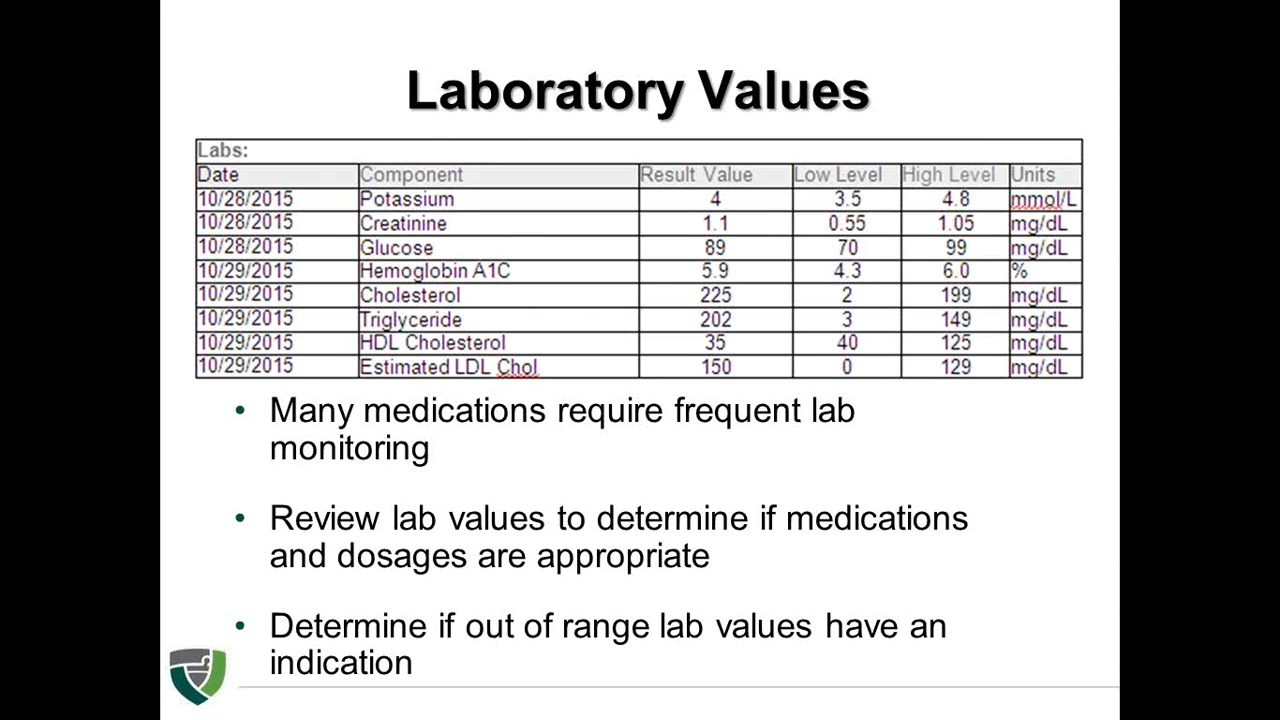 Laboratory Values
Labs:
Date Component Result Value Low Level High Level Units
10/28/2015 Potassium 4 3.5 4.8 mmol/L
10/28/2015 Creatinine 1.1 0.55 1.05 mg/dL
10/28/2015 Glucose 89 70 99 mg/dL
10/29/2015 Hemoglobin A1C 5.9 4.3 6.0 %
10/29/2015 Cholesterol 225 2 199 mg/dL
10/29/2015 Triglyceride 202 3 149 mg/dL
10/29/2015 HDL Cholesterol 35 40 125 mg/dL
10/29/2015 Estimated LDL Chol 150 0 129 mg/dL
• Many medications require frequent lab
monitoring
• Review lab values to determine if medications
and dosages are appropriate
• Determine if out of range lab values have an
indication